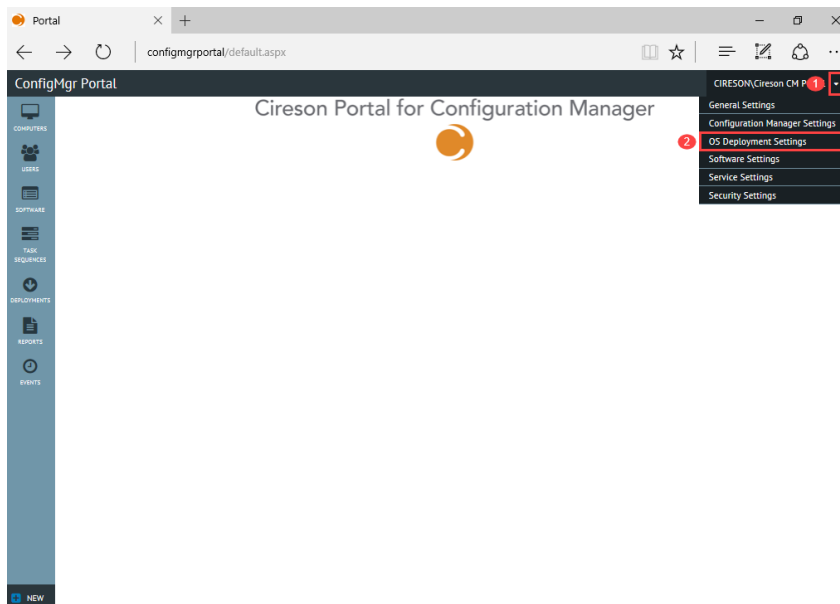 Portal
configmgrportal/default.aspx
ConfigMgr Portal
CIRESON\Cireson CM P
1
COMPUTERS
USERS
SOFTWARE
TASK
SEQUENCES
DEPLOYMENTS
REPORTS
EVENTS
NEW
Cireson Portal for Configuration Manager
General Settings
Configuration Manager Settings
2
OS Deployment Settings
Software Settings
Service Settings
Security Settings